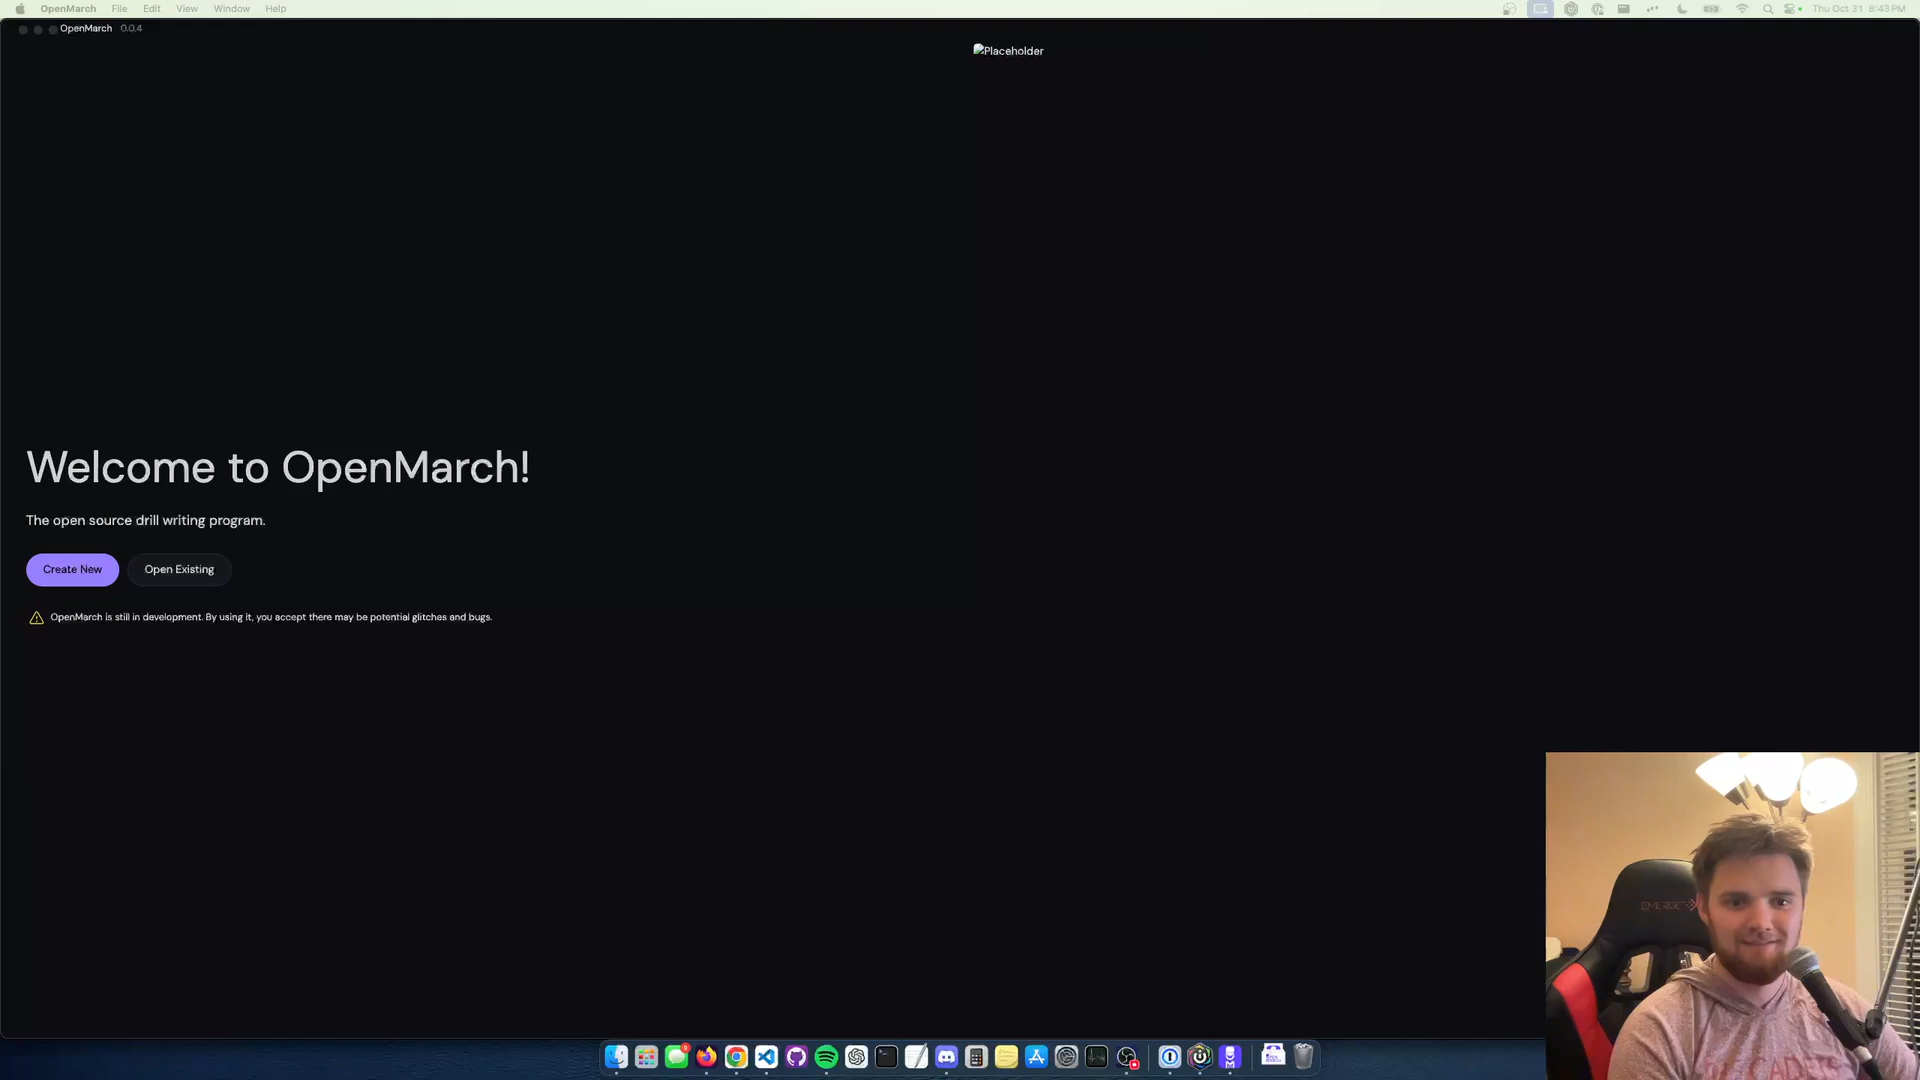 OpenMarch File Edit View Window Help Thu Oct 31 8:43 PM
OpenMarch 0.0.4
Placeholder
Welcome to OpenMarch!
The open source drill writing program.
Create New Open Existing
OpenMarch is still in development. By using it, you accept there may be potential glitches and bugs.
EMERGE